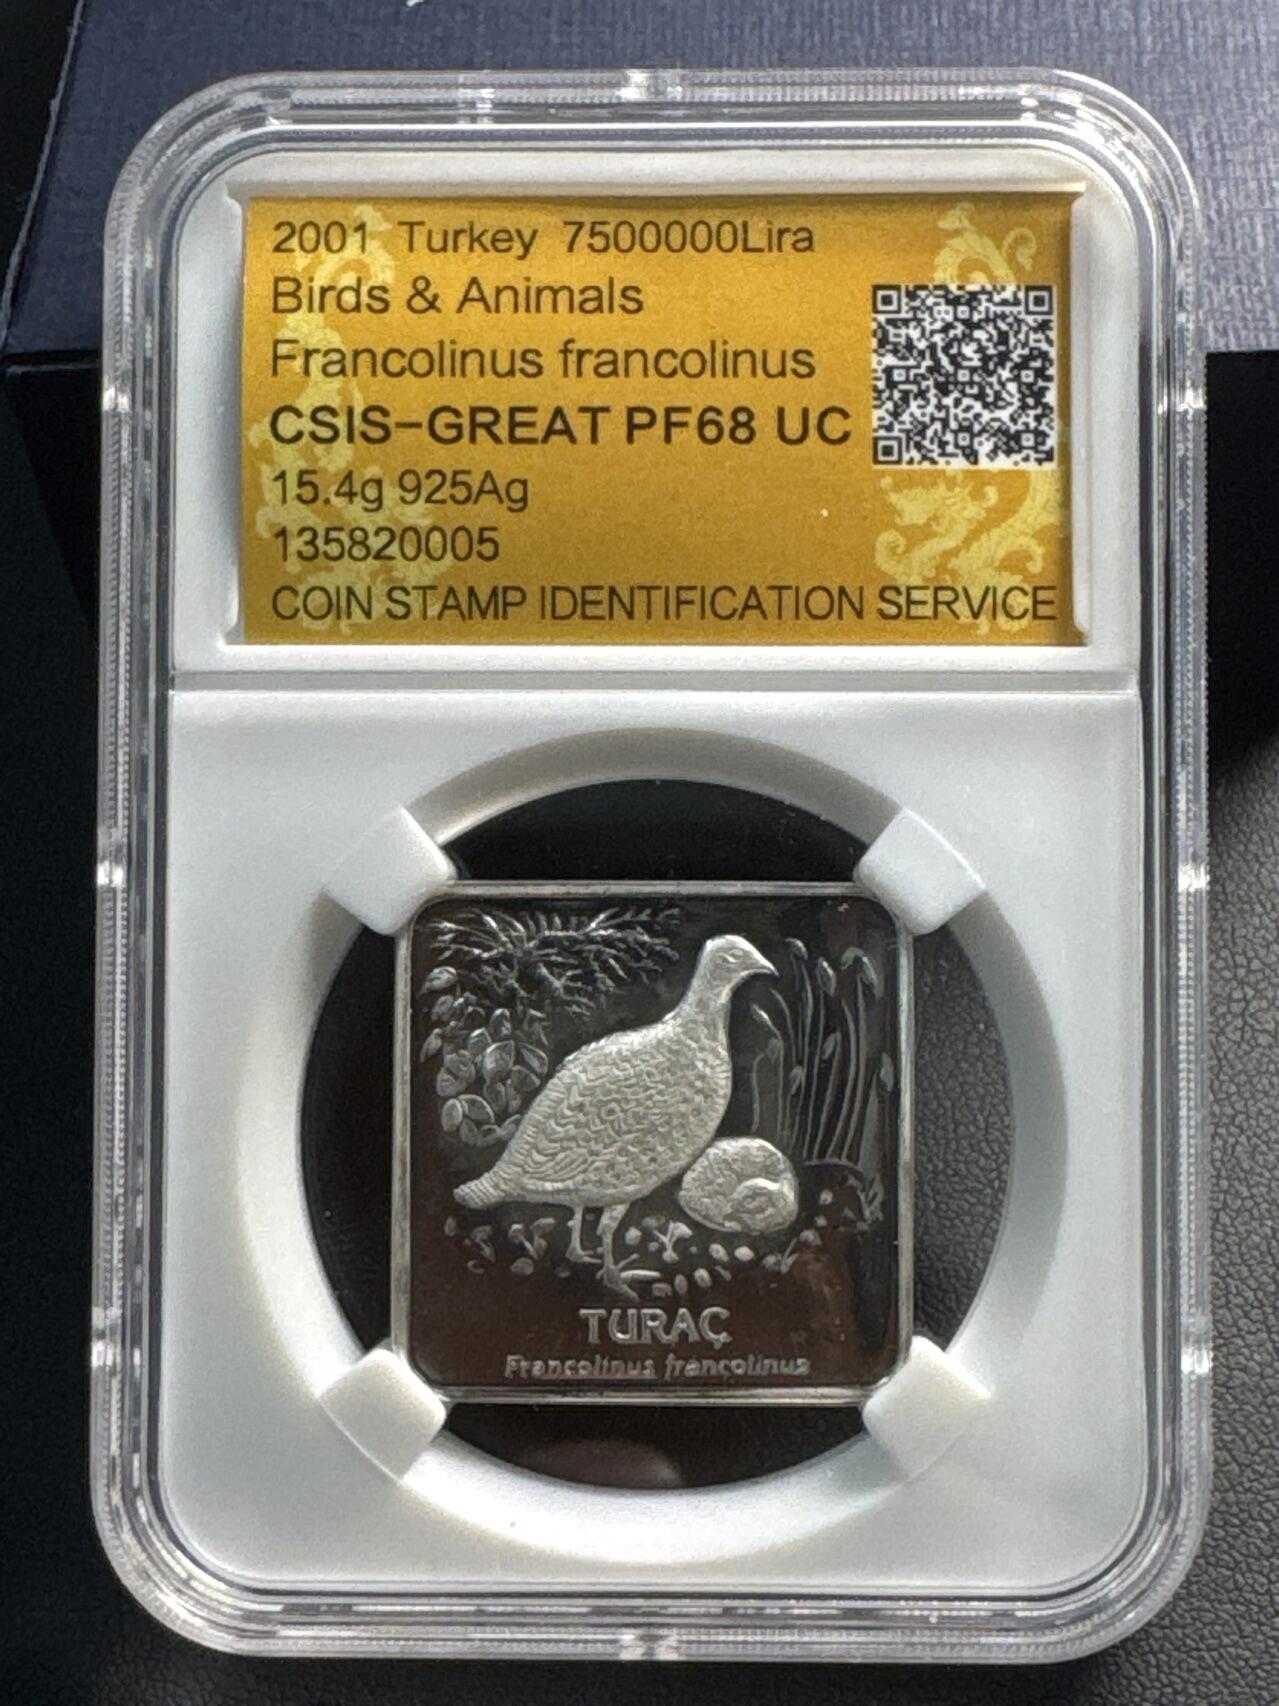 2001 Turkey 7500000Lira
Birds & Animals
Francolinus francolinus
CSIS-GREAT PF68 UC
15.4g 925Ag
135820005
COIN STAMP IDENTIFICATION SERVICE
TURAÇ
Francolinus francolinus